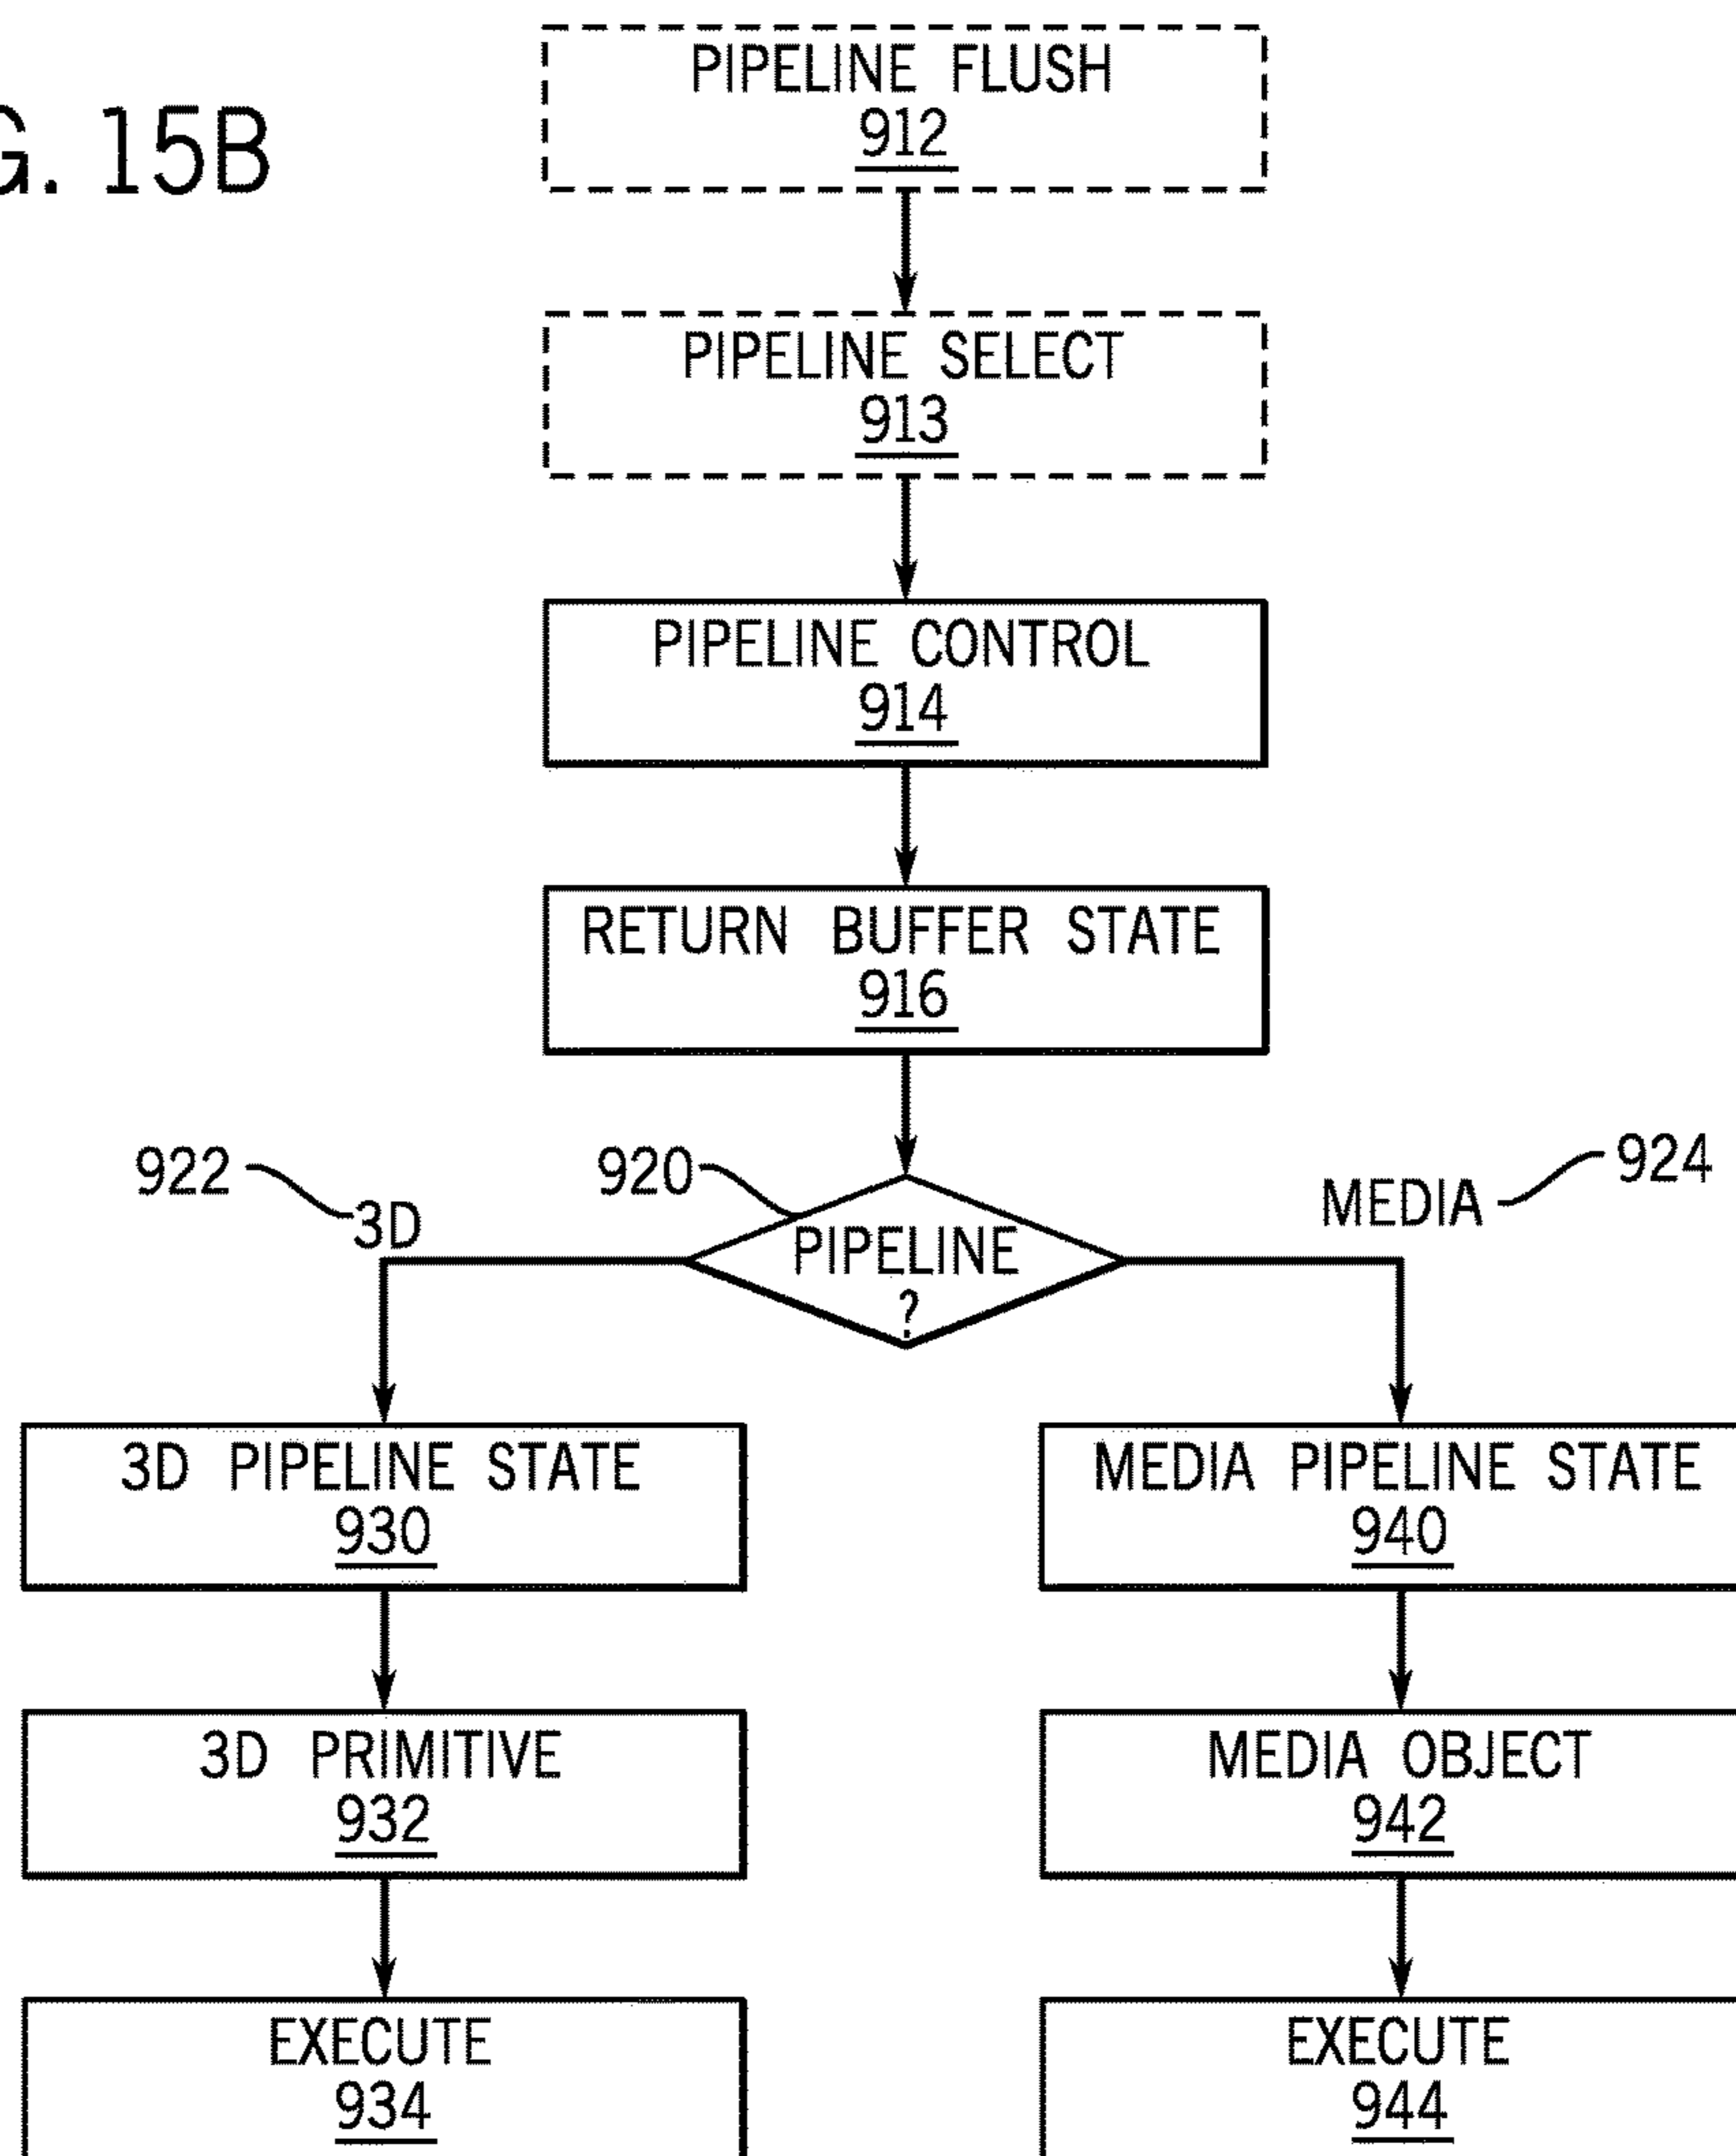 G. 15B
PIPELINE FLUSH
912
PIPELINE SELECT
913
PIPELINE CONTROL
914
RETURN BUFFER STATE
916
922
3D
920
PIPELINE
?
MEDIA
924
3D PIPELINE STATE
930
MEDIA PIPELINE STATE
940
3D PRIMITIVE
932
MEDIA OBJECT
942
EXECUTE
934
EXECUTE
944